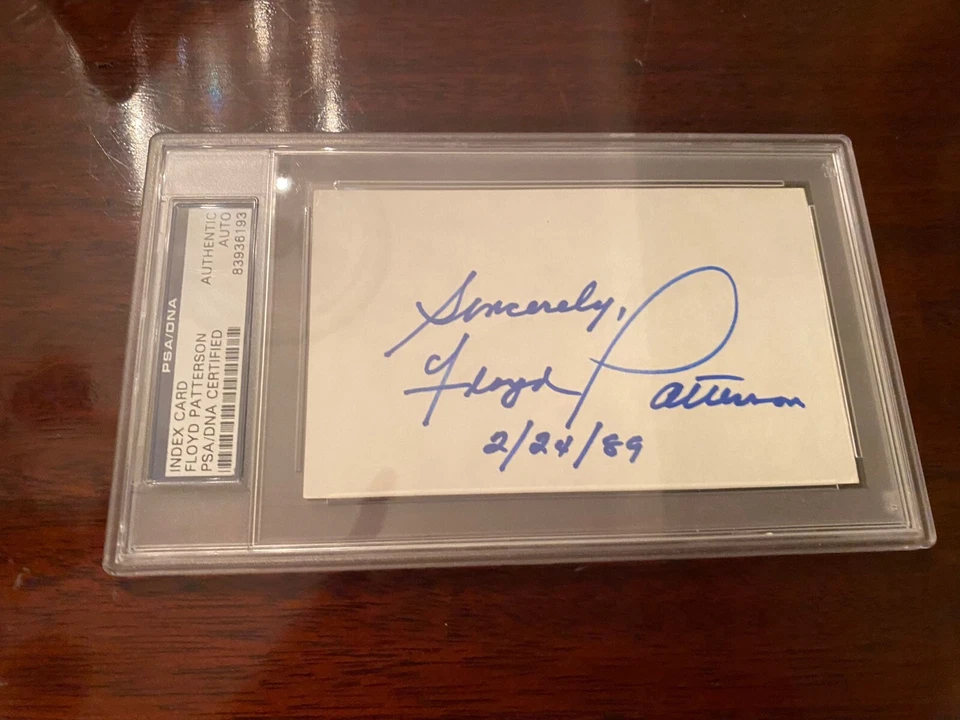 PSA/DNA
INDEX CARD
FLOYD PATTERSON
PSA/DNA CERTIFIED
AUTHENTIC
AUTO
83936193
Sincerely,
Floyd Patterson
2/24/89